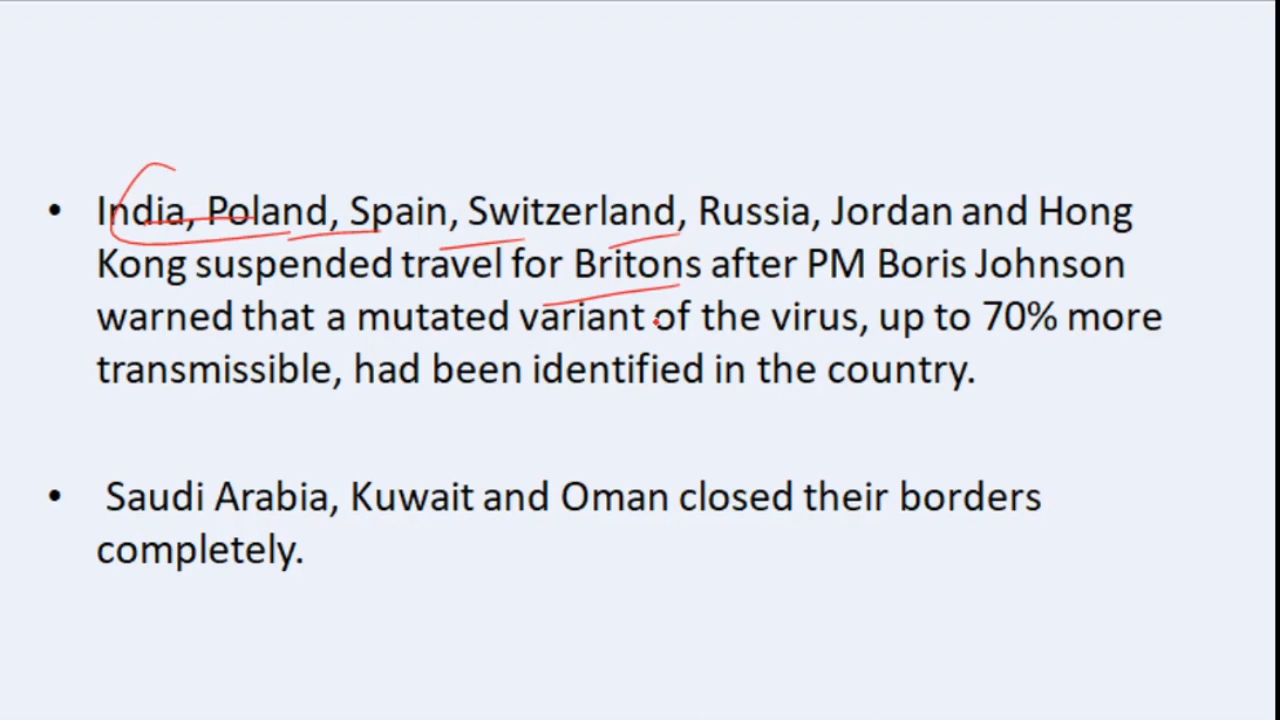 • India, Poland, Spain, Switzerland, Russia, Jordan and Hong
Kong suspended travel for Britons after PM Boris Johnson
warned that a mutated variant of the virus, up to 70% more
transmissible, had been identified in the country.
• Saudi Arabia, Kuwait and Oman closed their borders
completely.